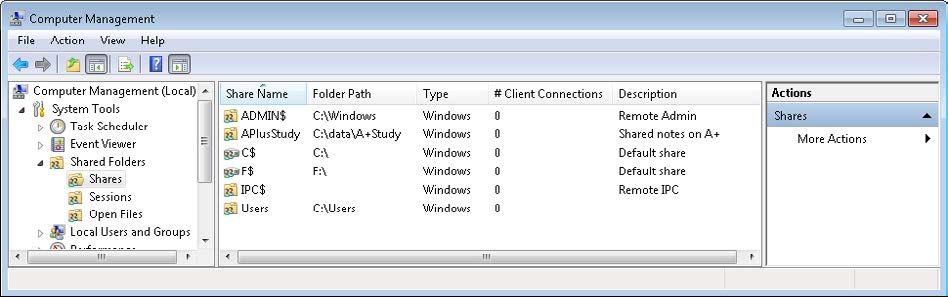 Computer Management
File Action View Help
Computer Management (Local)
System Tools
Task Scheduler
Event Viewer
Shared Folders
Shares
Sessions
Open Files
Local Users and Groups
Share Name Folder Path Type # Client Connections Description
ADMIN$ C:\Windows Windows 0 Remote Admin
APlusStudy C:\data\A+Study Windows 0 Shared notes on A+
C$ C:\ Windows 0 Default share
F$ F:\ Windows 0 Default share
IPC$ Windows 0 Remote IPC
Users C:\Users Windows 0
Actions
Shares
More Actions